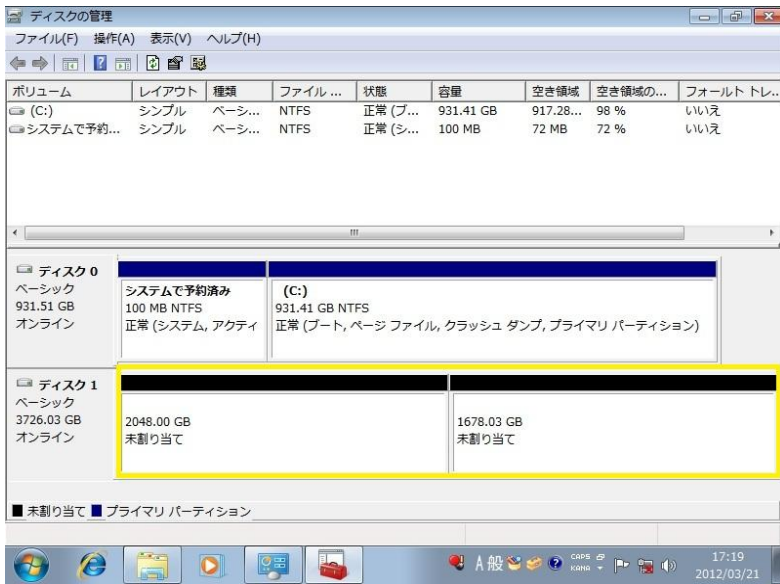 ディスクの管理
ファイル(F) 操作(A) 表示(V) ヘルプ(H)
ボリューム レイアウト 種類 ファイル ... 状態 容量 空き領域 空き領域の... フォールト トレ...
(C:) シンプル ベーシ... NTFS 正常 (ブ... 931.41 GB 917.28... 98 % いいえ
システムで予約... シンプル ベーシ... NTFS 正常 (シ... 100 MB 72 MB 72 % いいえ
ディスク 0
ベーシック
931.51 GB
オンライン
システムで予約済み
100 MB NTFS
正常 (システム, アクティ
(C:)
931.41 GB NTFS
正常 (ブート, ページ ファイル, クラッシュ ダンプ, プライマリ パーティション)
ディスク 1
ベーシック
3726.03 GB
オンライン
2048.00 GB
未割り当て
1678.03 GB
未割り当て
未割り当て プライマリ パーティション
A 般 CAPS KANA
17:19
2012/03/21